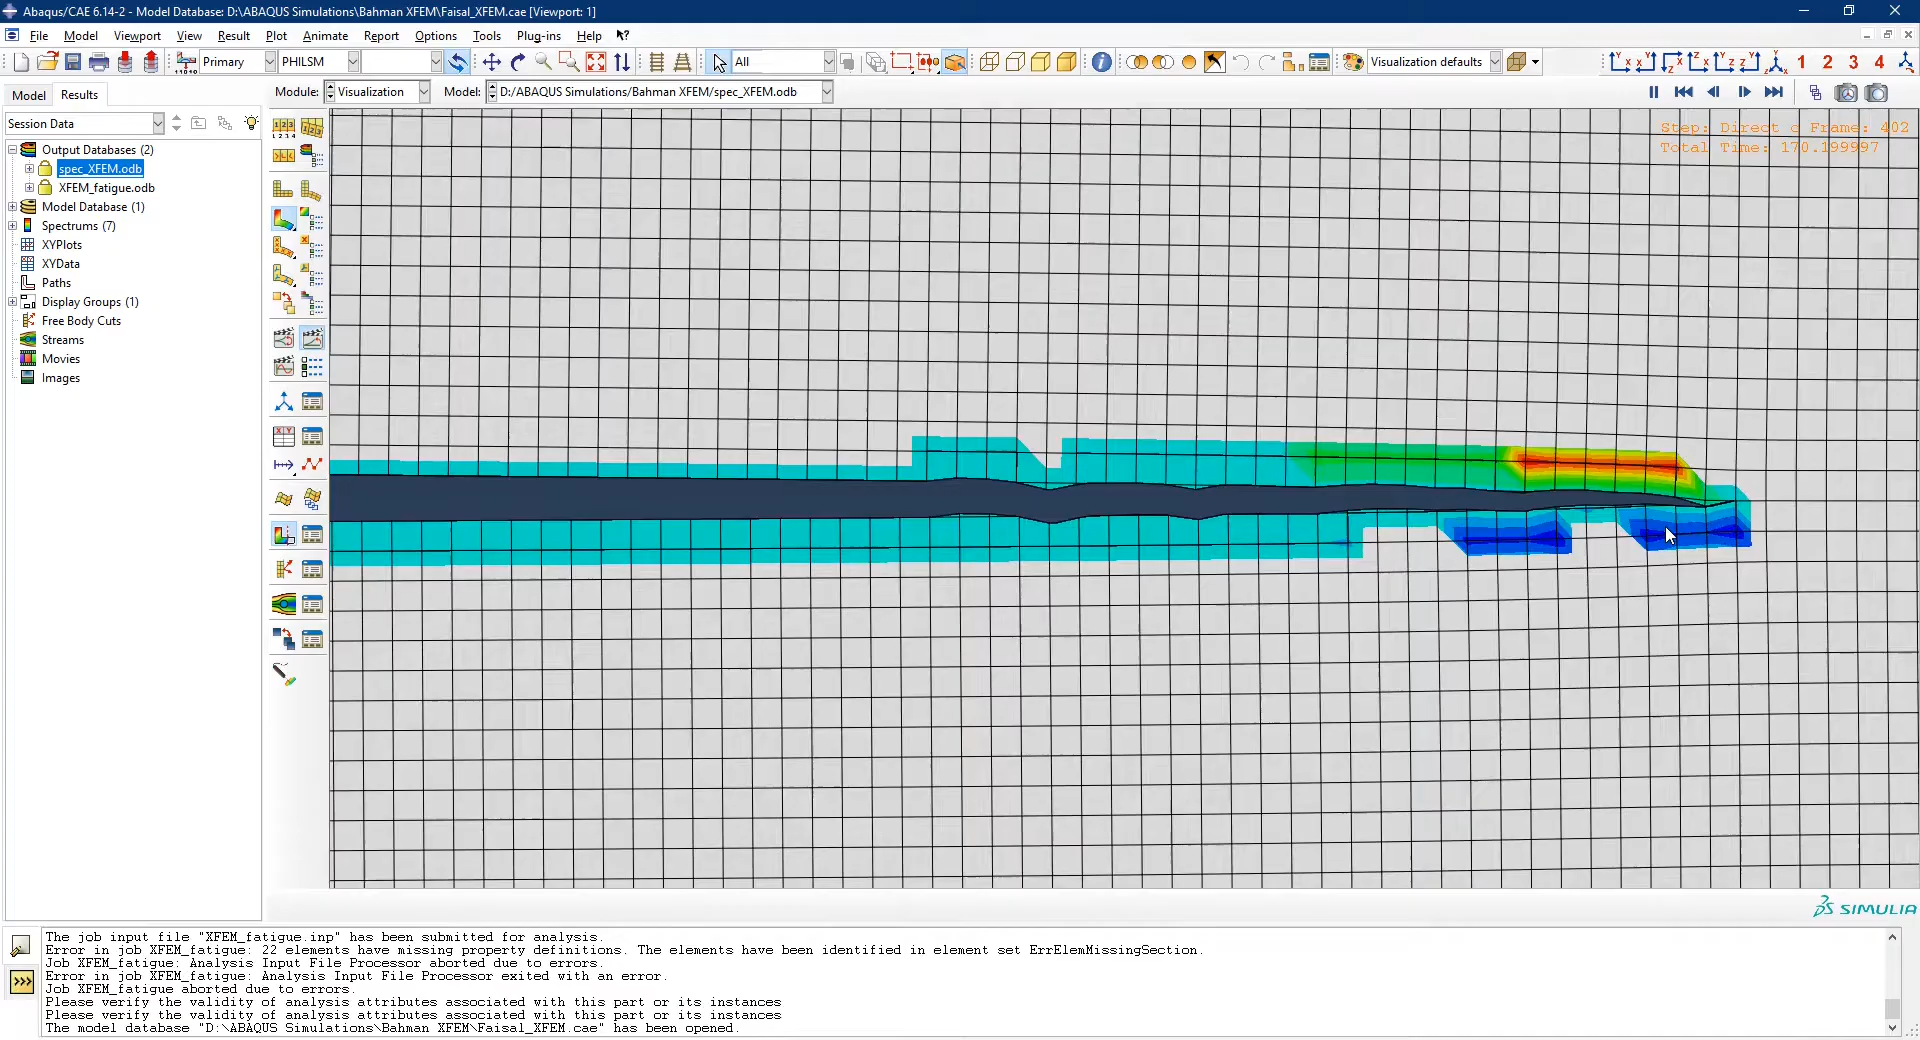 Abaqus/CAE 6.14-2 - Model Database: D:\ABAQUS Simulations\Bahman XFEM\Faisal_XFEM.cae [Viewport: 1]
File Model Viewport View Result Plot Animate Report Options Tools Plug-ins Help
Primary PHILSM All Visualization defaults 1 2 3 4
Model Results Module: Visualization Model: D:/ABAQUS Simulations/Bahman XFEM/spec_XFEM.odb
Session Data
Step: Direct c Frame: 402
Total Time: 170.199997
Output Databases (2)
spec_XFEM.odb
XFEM_fatigue.odb
Model Database (1)
Spectrums (7)
XYPlots
XYData
Paths
Display Groups (1)
Free Body Cuts
Streams
Movies
Images
SIMULIA
The job input file "XFEM_fatigue.inp" has been submitted for analysis.
Error in job XFEM_fatigue: 22 elements have missing property definitions. The elements have been identified in element set ErrElemMissingSection.
Job XFEM_fatigue: Analysis Input File Processor aborted due to errors.
Error in job XFEM_fatigue: Analysis Input File Processor exited with an error.
Job XFEM_fatigue aborted due to errors.
Please verify the validity of analysis attributes associated with this part or its instances
Please verify the validity of analysis attributes associated with this part or its instances
The model database "D:\ABAQUS Simulations\Bahman XFEM\Faisal_XFEM.cae" has been opened.